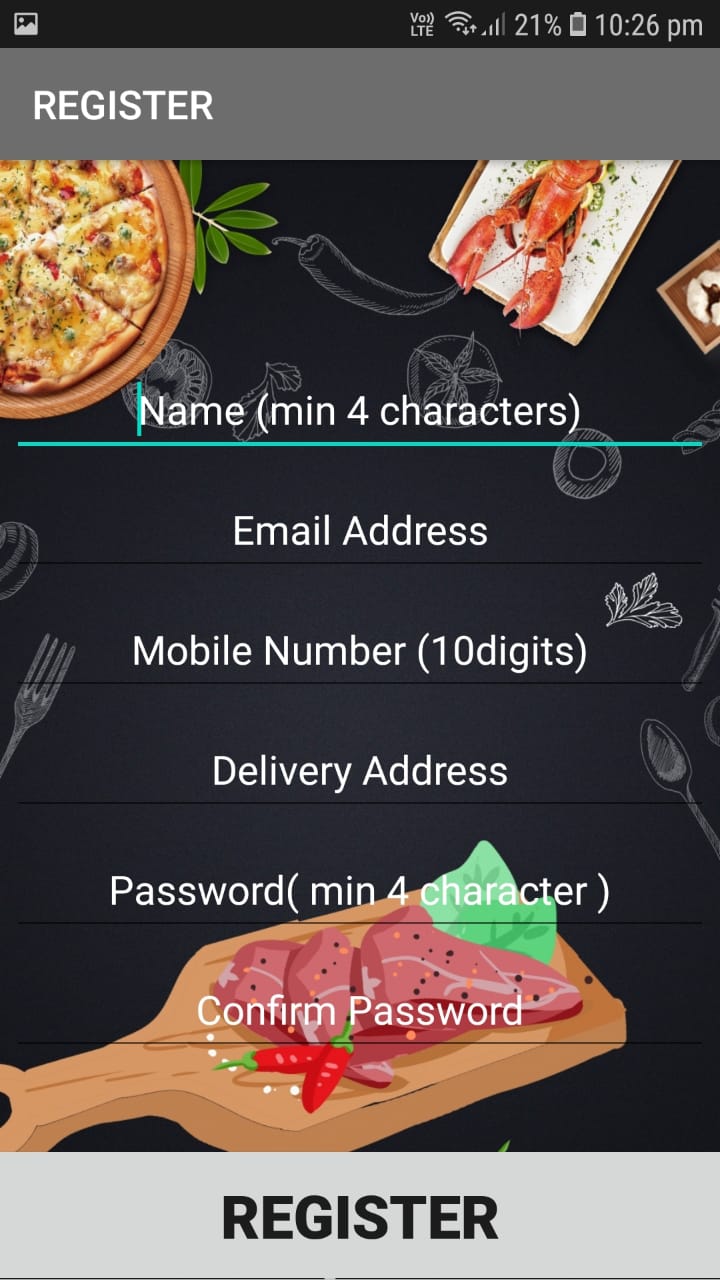 Vo)) LTE 21% 10:26 pm
REGISTER
Name (min 4 characters)
Email Address
Mobile Number (10digits)
Delivery Address
Password( min 4 character )
Confirm Password
REGISTER